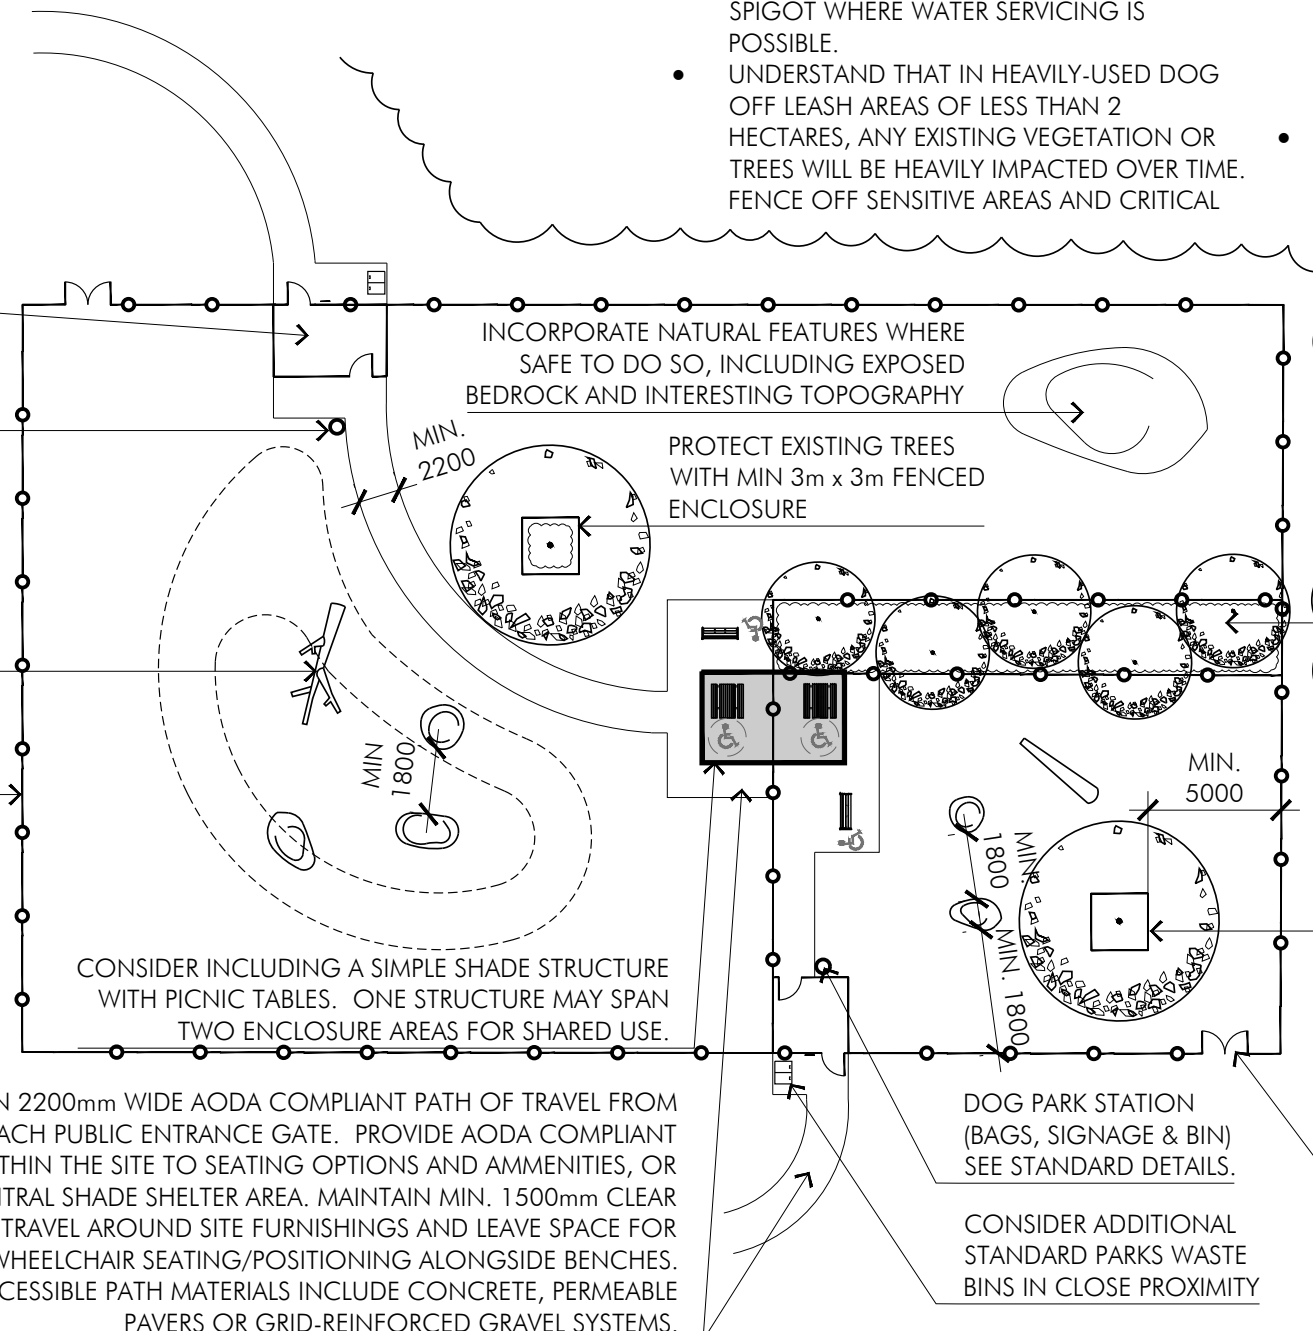 SPIGOT WHERE WATER SERVICING IS
POSSIBLE.
• UNDERSTAND THAT IN HEAVILY-USED DOG
OFF LEASH AREAS OF LESS THAN 2
HECTARES, ANY EXISTING VEGETATION OR
TREES WILL BE HEAVILY IMPACTED OVER TIME.
FENCE OFF SENSITIVE AREAS AND CRITICAL
•
INCORPORATE NATURAL FEATURES WHERE
SAFE TO DO SO, INCLUDING EXPOSED
BEDROCK AND INTERESTING TOPOGRAPHY
MIN.
2200
PROTECT EXISTING TREES
WITH MIN 3m x 3m FENCED
ENCLOSURE
MIN
1800
MIN.
5000
MIN.
1800
MIN. 1800
CONSIDER INCLUDING A SIMPLE SHADE STRUCTURE
WITH PICNIC TABLES. ONE STRUCTURE MAY SPAN
TWO ENCLOSURE AREAS FOR SHARED USE.
N 2200mm WIDE AODA COMPLIANT PATH OF TRAVEL FROM
ACH PUBLIC ENTRANCE GATE. PROVIDE AODA COMPLIANT
THIN THE SITE TO SEATING OPTIONS AND AMMENITIES, OR
NTRAL SHADE SHELTER AREA. MAINTAIN MIN. 1500mm CLEAR
TRAVEL AROUND SITE FURNISHINGS AND LEAVE SPACE FOR
WHEELCHAIR SEATING/POSITIONING ALONGSIDE BENCHES.
CESSIBLE PATH MATERIALS INCLUDE CONCRETE, PERMEABLE
PAVERS OR GRID-REINFORCED GRAVEL SYSTEMS.
DOG PARK STATION
(BAGS, SIGNAGE & BIN)
SEE STANDARD DETAILS.
CONSIDER ADDITIONAL
STANDARD PARKS WASTE
BINS IN CLOSE PROXIMITY